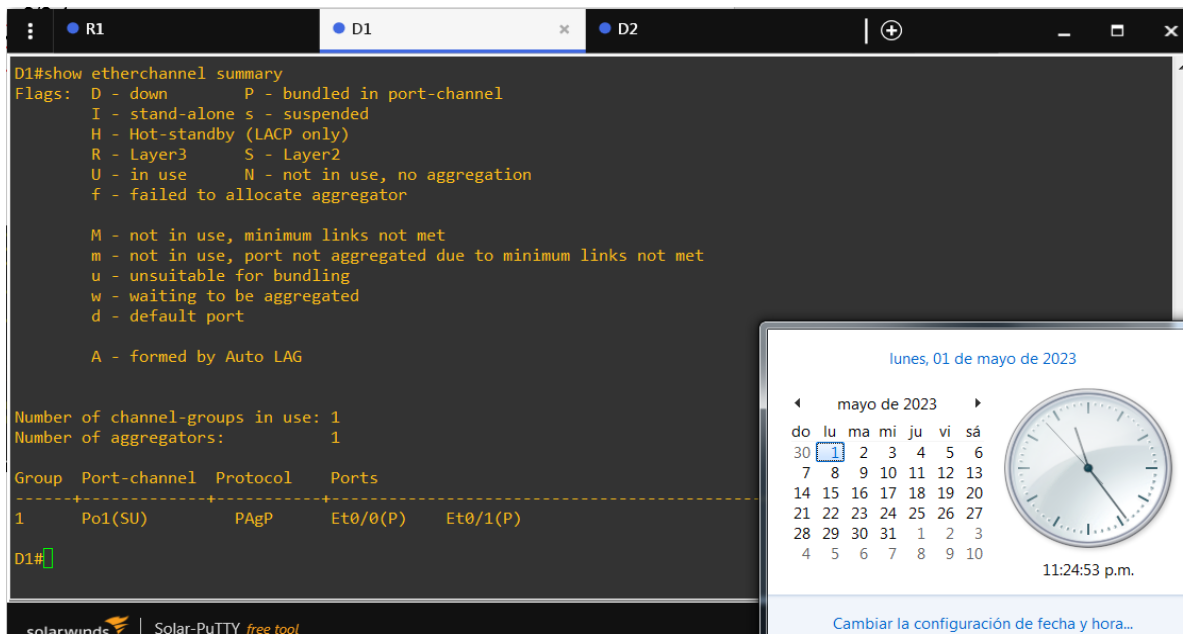 R1 D1 × D2
D1#show etherchannel summary
Flags:  D - down        P - bundled in port-channel
        I - stand-alone s - suspended
        H - Hot-standby (LACP only)
        R - Layer3      S - Layer2
        U - in use      N - not in use, no aggregation
        f - failed to allocate aggregator
        M - not in use, minimum links not met
        m - not in use, port not aggregated due to minimum links not met
        u - unsuitable for bundling
        w - waiting to be aggregated
        d - default port
        A - formed by Auto LAG
Number of channel-groups in use: 1
Number of aggregators:           1
Group  Port-channel  Protocol    Ports
------+-------------+-----------+-----------------------------------------
1      Po1(SU)         PAgP      Et0/0(P)    Et0/1(P)
D1#
solarwinds | Solar-PuTTY free tool
lunes, 01 de mayo de 2023
mayo de 2023
do lu ma mi ju vi sá
30 1 2 3 4 5 6
7 8 9 10 11 12 13
14 15 16 17 18 19 20
21 22 23 24 25 26 27
28 29 30 31 1 2 3
4 5 6 7 8 9 10
11:24:53 p.m.
Cambiar la configuración de fecha y hora...